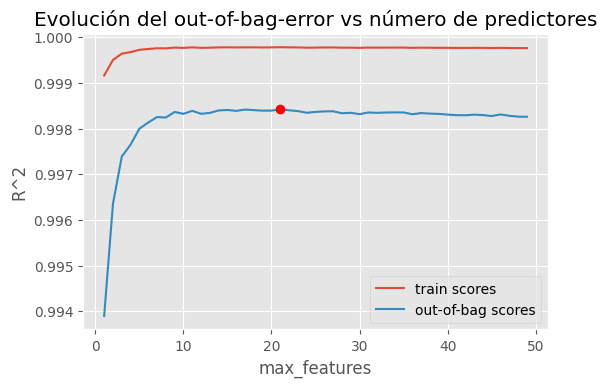 Evolución del out-of-bag-error vs número de predictores
1.000
0.999
0.998
0.997
0.996
0.995
0.994
R^2
train scores
out-of-bag scores
0 10 20 30 40 50
max_features